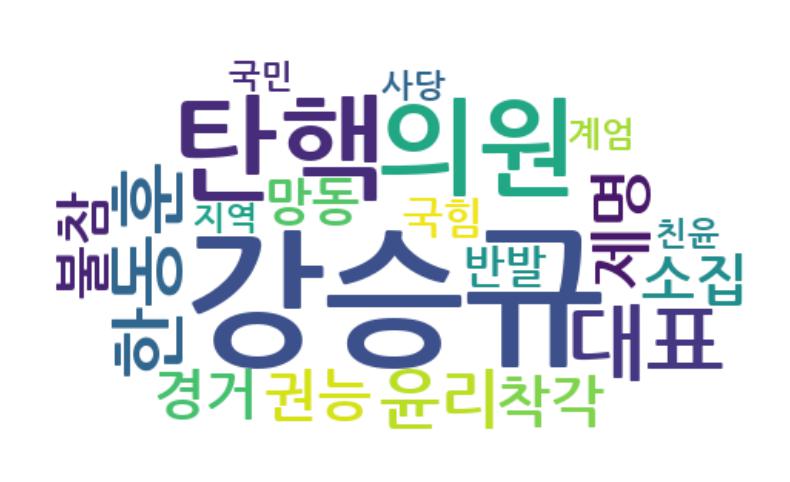 국민
사당
탄핵
의원
계엄
불참
한동훈
지역
망동
국힘
제명
친윤
강승규
반발
소집
대표
경거
권능
윤리
착각